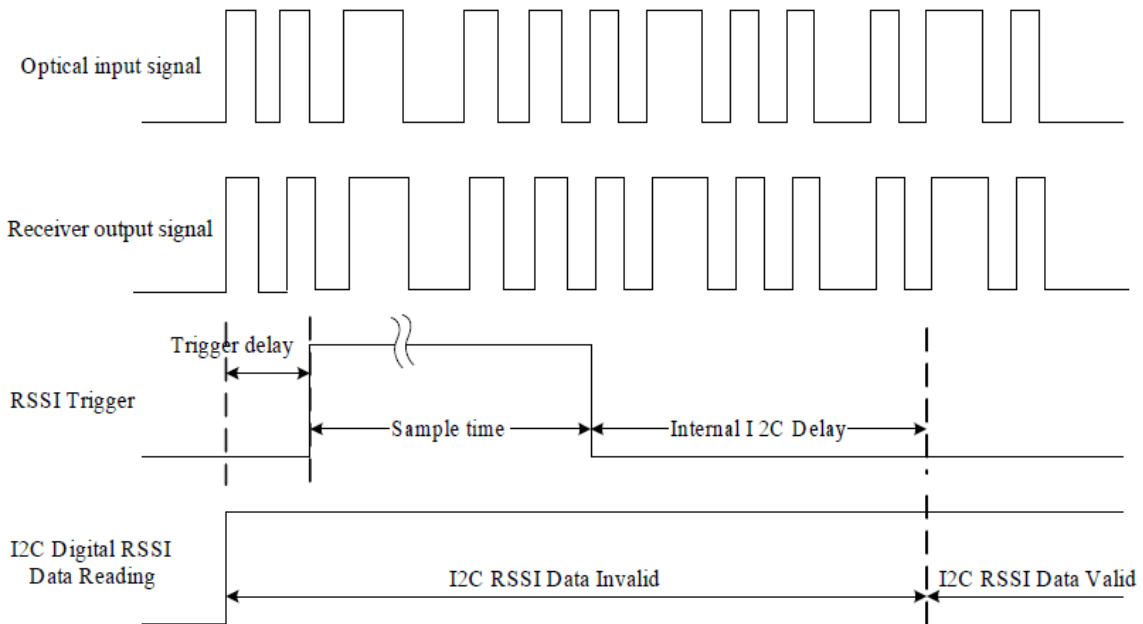 Optical input signal
Receiver output signal
Trigger delay
RSSI Trigger
Sample time
Internal I2C Delay
I2C Digital RSSI
Data Reading
I2C RSSI Data Invalid
I2C RSSI Data Valid